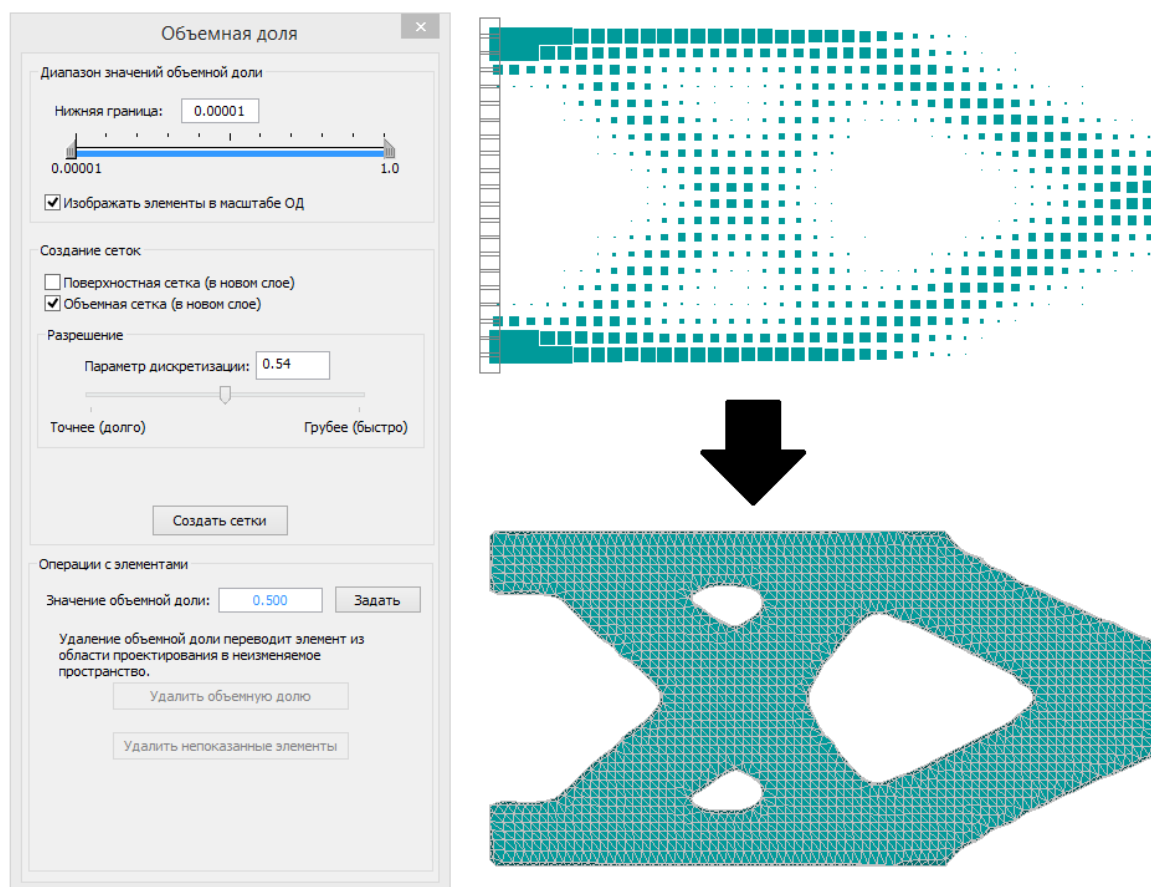 Объемная доля
Диапазон значений объемной доли
Нижняя граница: 0.00001
0.00001 1.0
Изображать элементы в масштабе ОД
Создание сеток
Поверхностная сетка (в новом слое)
Объемная сетка (в новом слое)
Разрешение
Параметр дискретизации: 0.54
Точнее (долго) Грубее (быстро)
Создать сетки
Операции с элементами
Значение объемной доли: 0.500 Задать
Удаление объемной доли переводит элемент из
области проектирования в неизменяемое
пространство.
Удалить объемную долю
Удалить непоказанные элементы